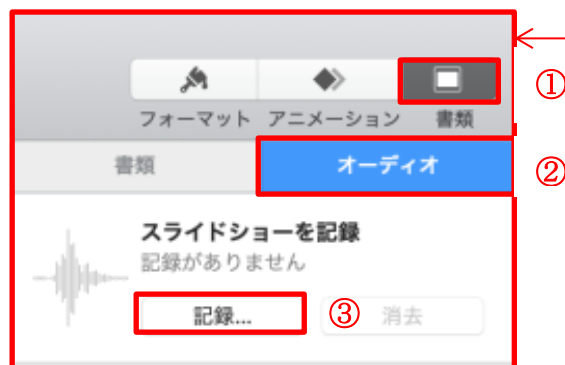 ①
フォーマット アニメーション 書類
書類 オーディオ ②
スライドショーを記録
記録がありません
記録... ③ 消去